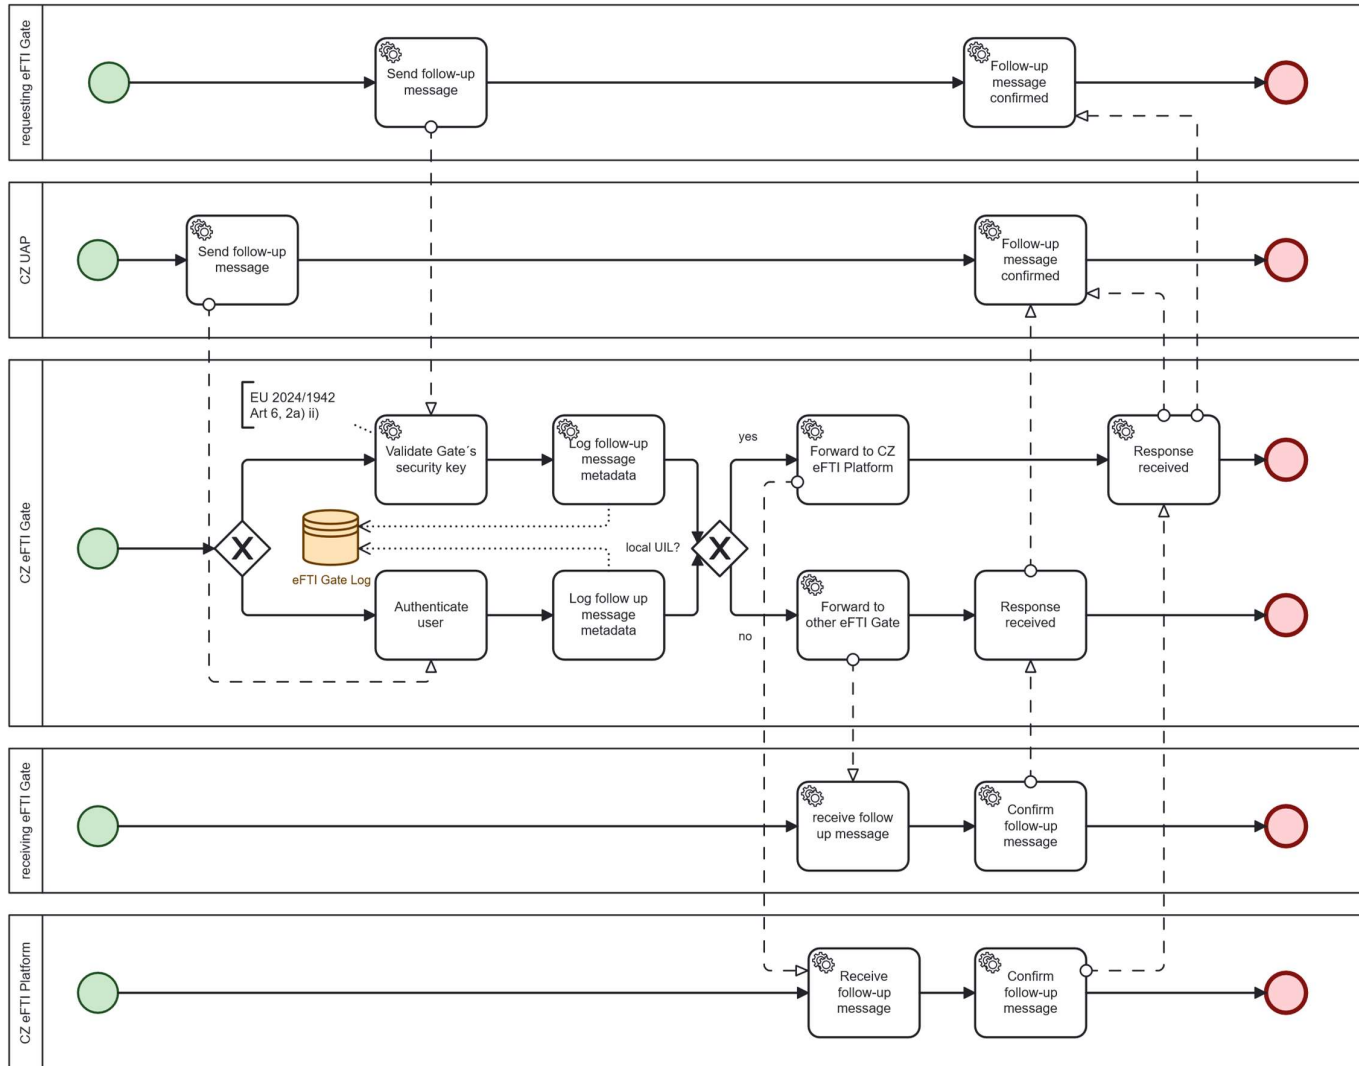 requesting eFTI Gate
Send follow-up
message
Follow-up
message
confirmed
CZ UAP
Send follow-up
message
Follow-up
message
confirmed
CZ eFTI Gate
EU 2024/1942
Art 6, 2a) ii)
Validate Gate´s
security key
Log follow-up
message
metadata
yes
Forward to CZ
eFTI Platform
Response
received
local UIL?
eFTI Gate Log
Authenticate
user
Log follow up
message
metadata
no
Forward to
other eFTI Gate
Response
received
receiving eFTI Gate
receive follow
up message
Confirm
follow-up
message
CZ eFTI Platform
Receive
follow-up
message
Confirm
follow-up
message